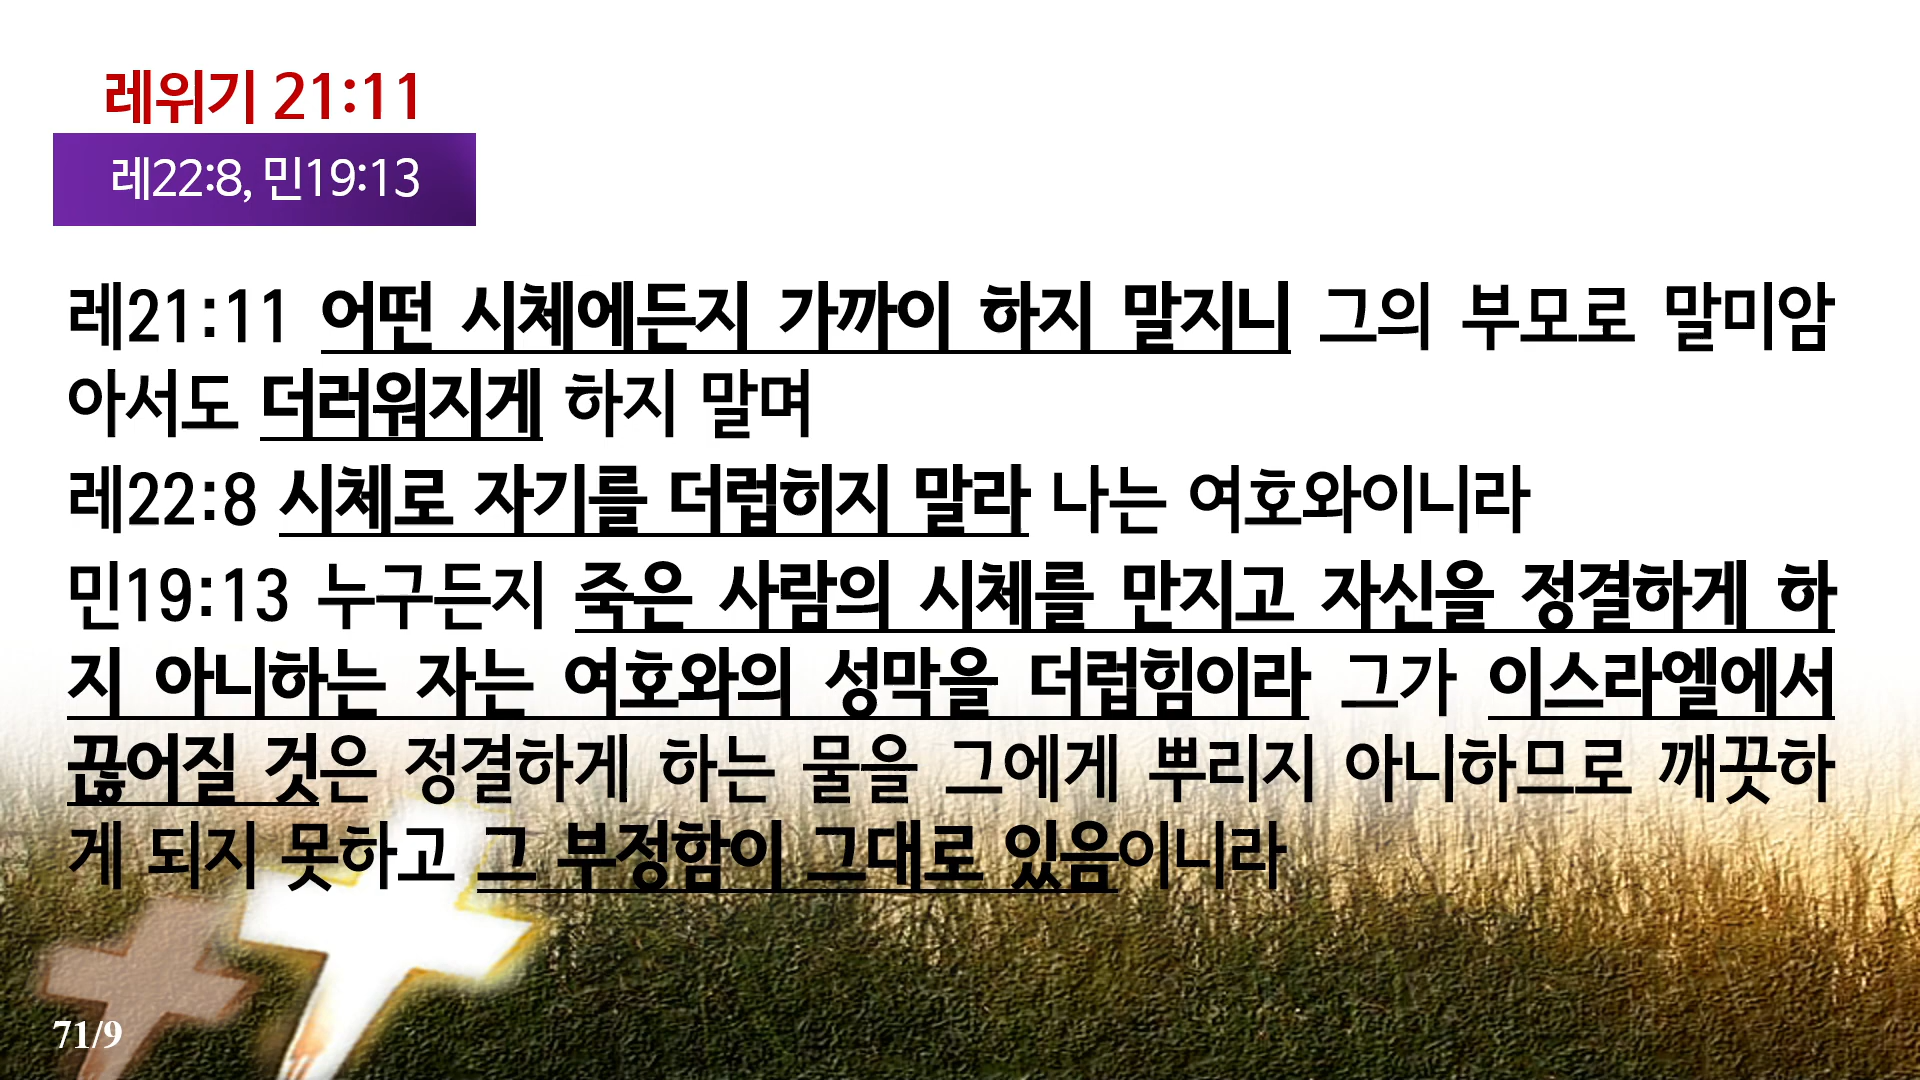 레위기 21:11
레22:8, 민19:13
레21:11 어떤 시체에든지 가까이 하지 말지니 그의 부모로 말미암
아서도 더러워지게 하지 말며
레22:8 시체로 자기를 더럽히지 말라 나는 여호와이니라
민19:13 누구든지 죽은 사람의 시체를 만지고 자신을 정결하게 하
지 아니하는 자는 여호와의 성막을 더럽힘이라 그가 이스라엘에서
끊어질 것은 정결하게 하는 물을 그에게 뿌리지 아니하므로 깨끗하
게 되지 못하고 그 부정함이 그대로 있음이니라
71/9